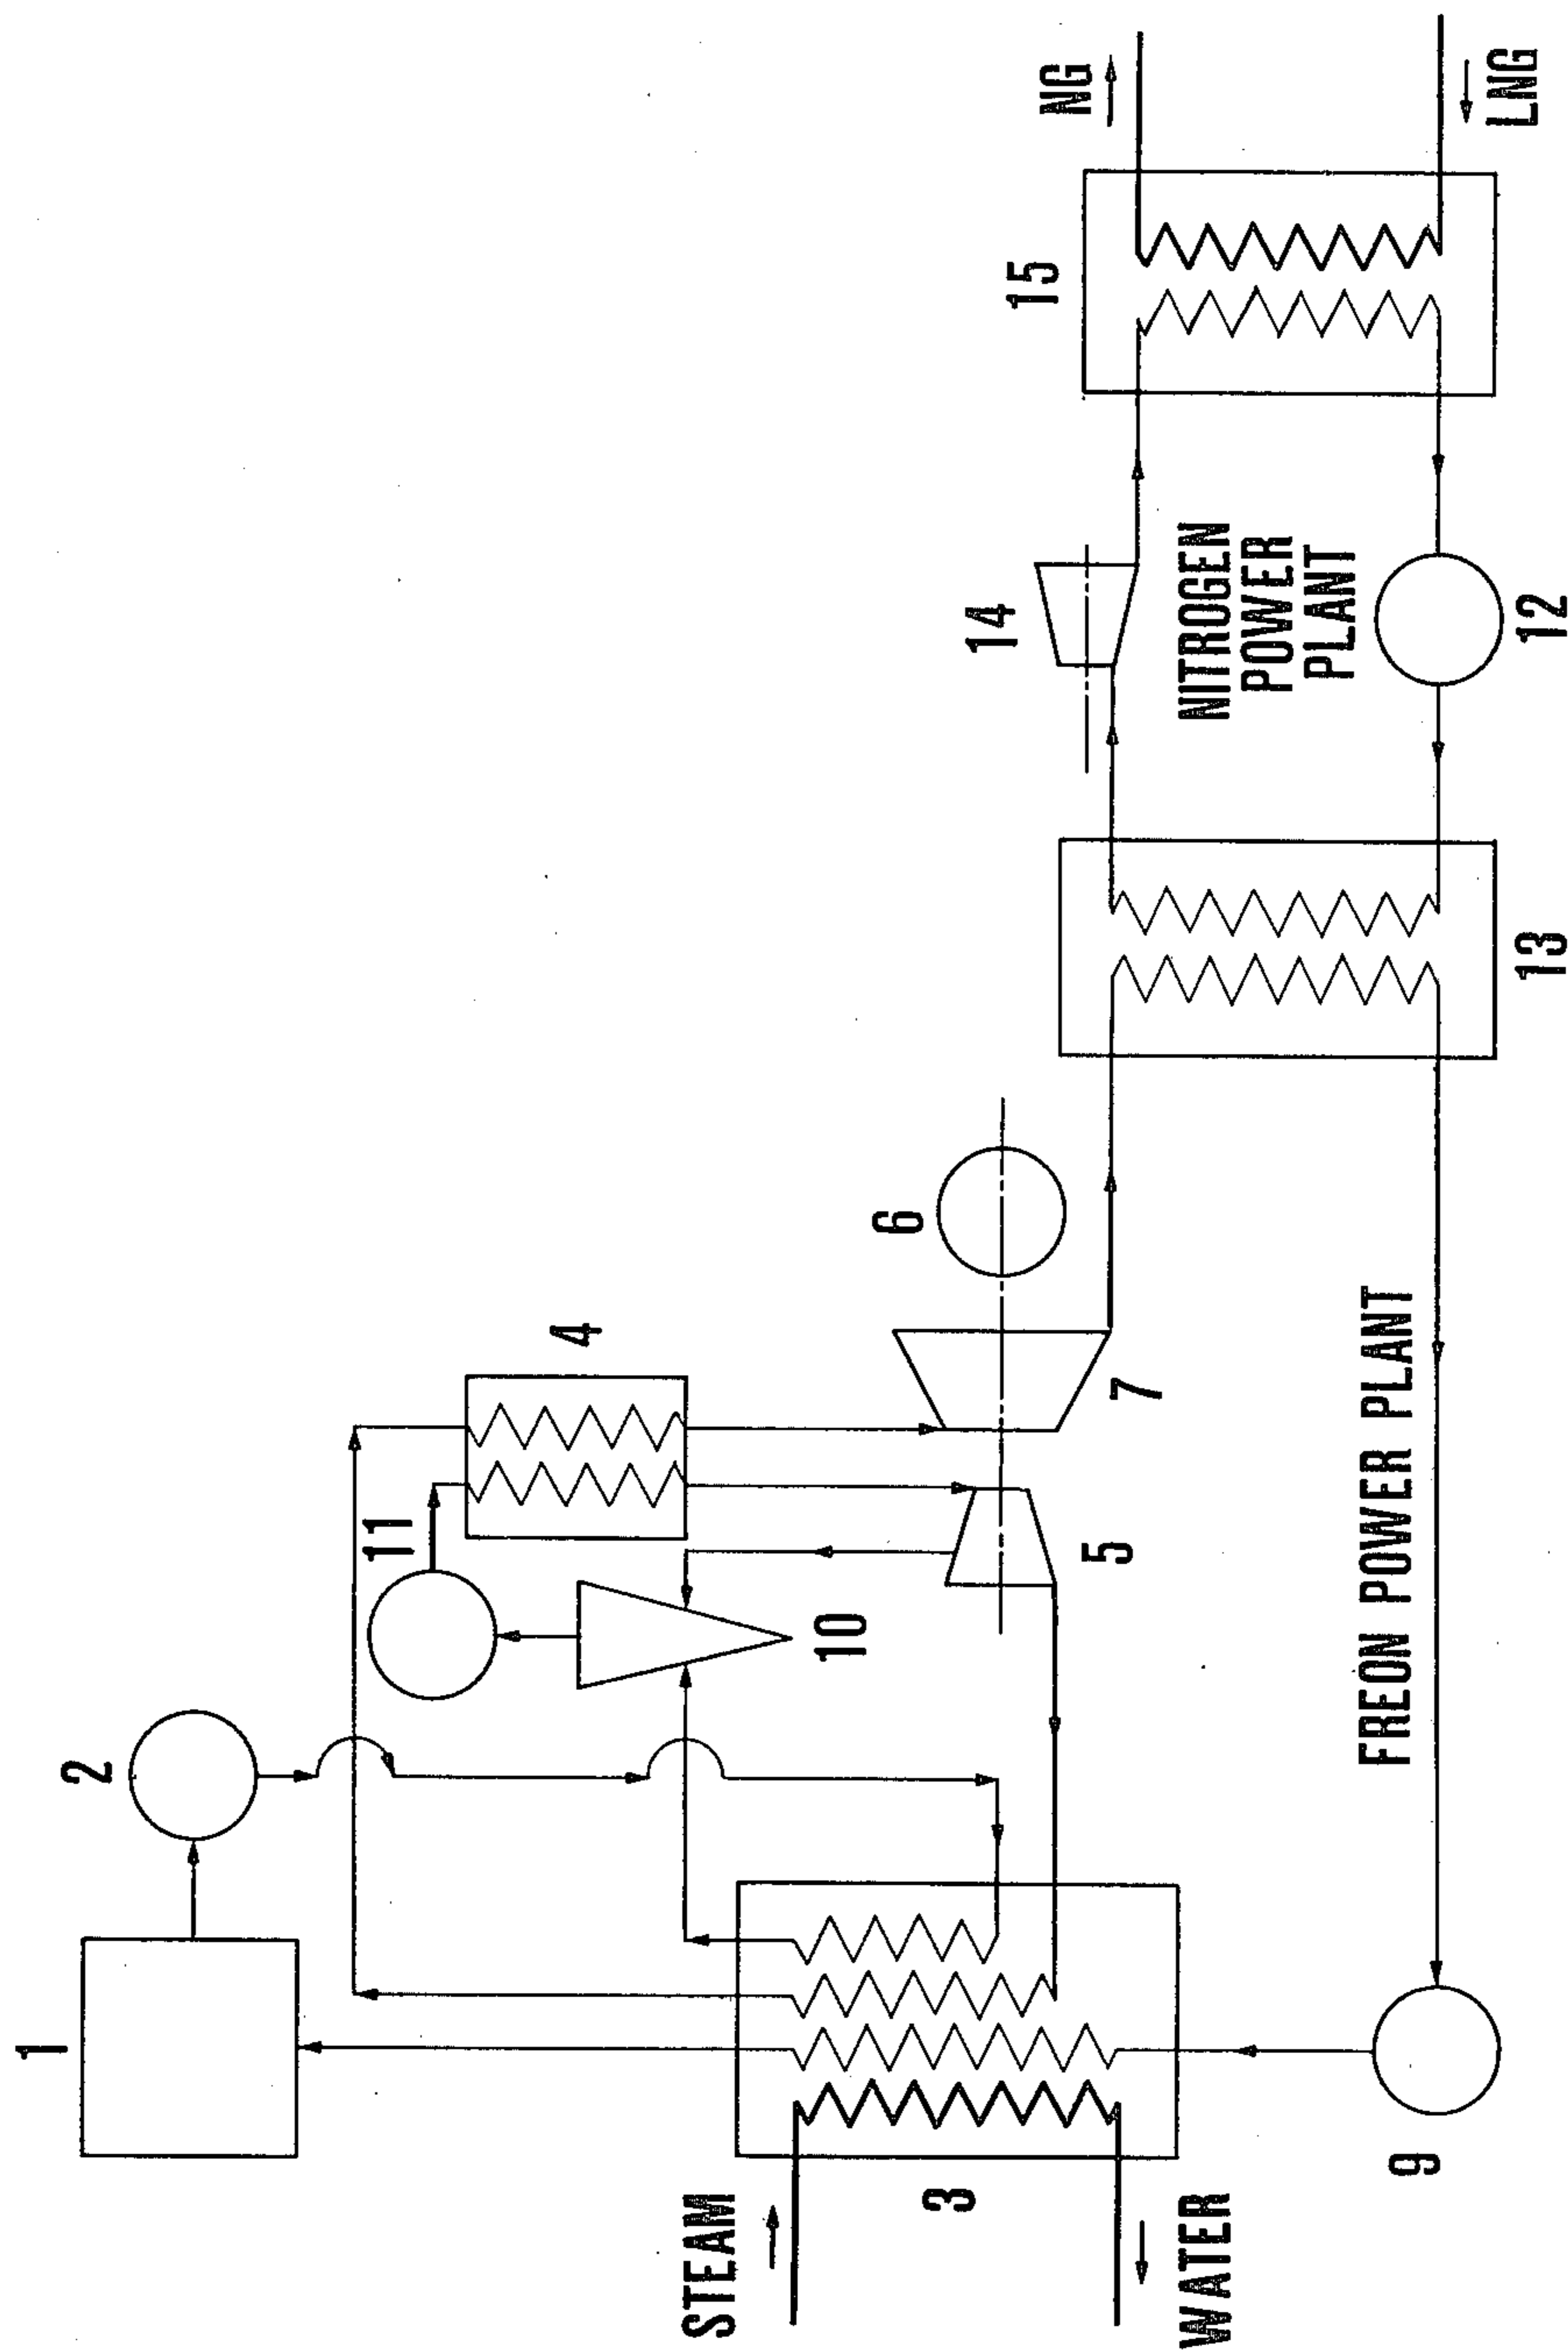 1
2
11
4
STEAM
10
6
3
14
15
NG
5
7
WATER
NITROGEN
POWER
PLANT
FREON POWER PLANT
9
LNG
13
12